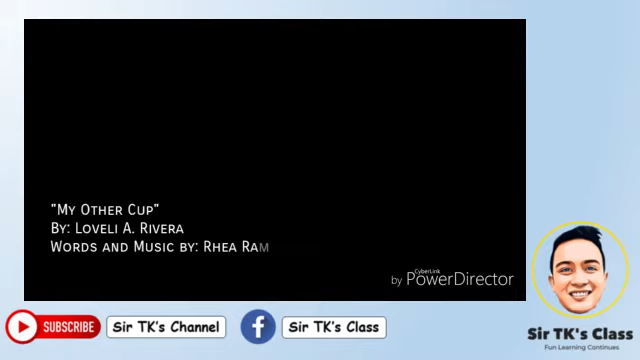 "My Other Cup"
By: Loveli A. Rivera
Words and Music by: Rhea Ram
by CyberLink PowerDirector
SUBSCRIBE
Sir TK's Channel
Sir TK's Class
Sir TK's Class
Fun Learning Continues